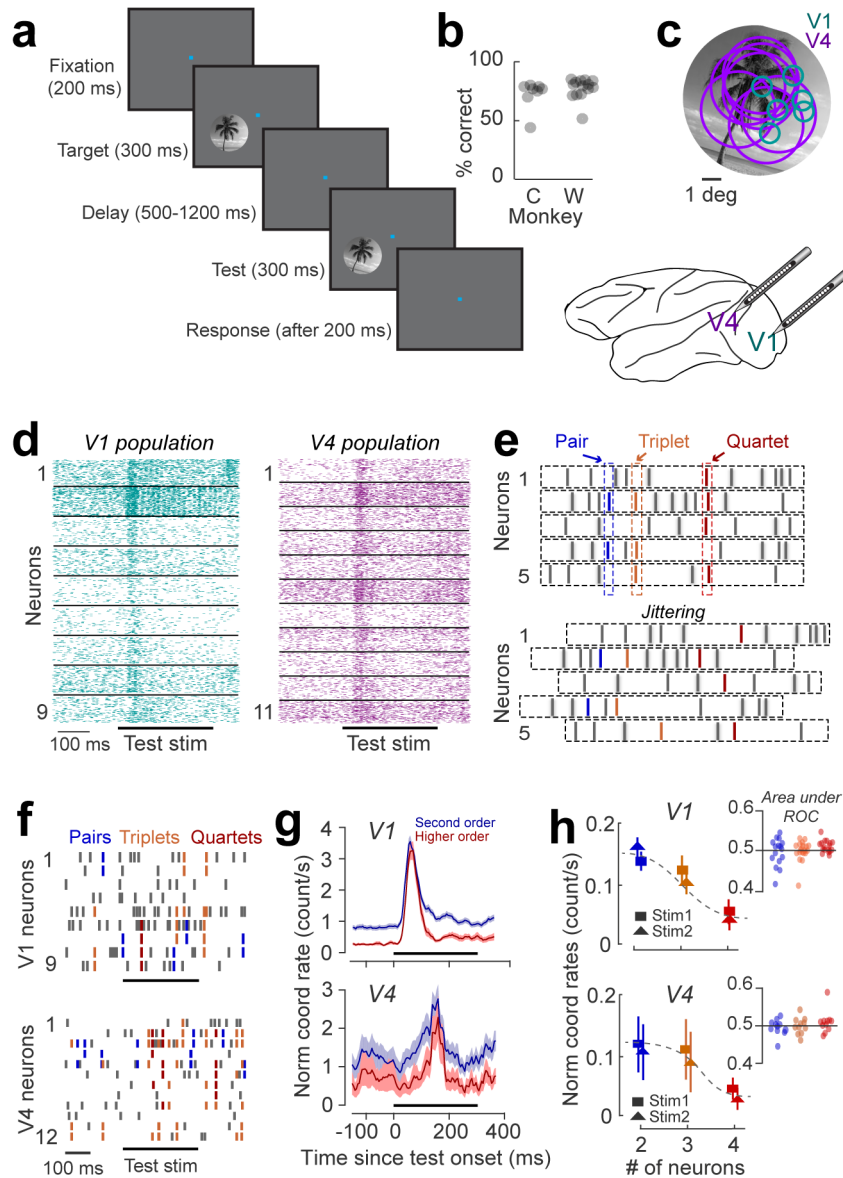 a
Fixation
(200 ms)
Target (300 ms)
Delay (500-1200 ms)
Test (300 ms)
Response (after 200 ms)
b
100
50
0
% correct
C W
Monkey
c
V1
V4
1 deg
V4
V1
d
V1 population
V4 population
1
Neurons
9
1
11
100 ms
Test stim
Test stim
e
Pair
Triplet
Quartet
1
Neurons
5
Jittering
1
Neurons
5
f
Pairs Triplets Quartets
1
V1 neurons
9
1
V4 neurons
12
100 ms
Test stim
g
V1
Second order
Higher order
4
3
2
1
0
Norm coord rate (count/s)
V4
4
3
2
1
0
0 200 400
Time since test onset (ms)
h
V1
Area under
ROC
0.2
0.1
0
0.6
0.5
0.4
Stim1
Stim2
Norm coord rates (count/s)
V4
0.2
0.1
0
0.6
0.5
0.4
Stim1
Stim2
2 3 4
# of neurons